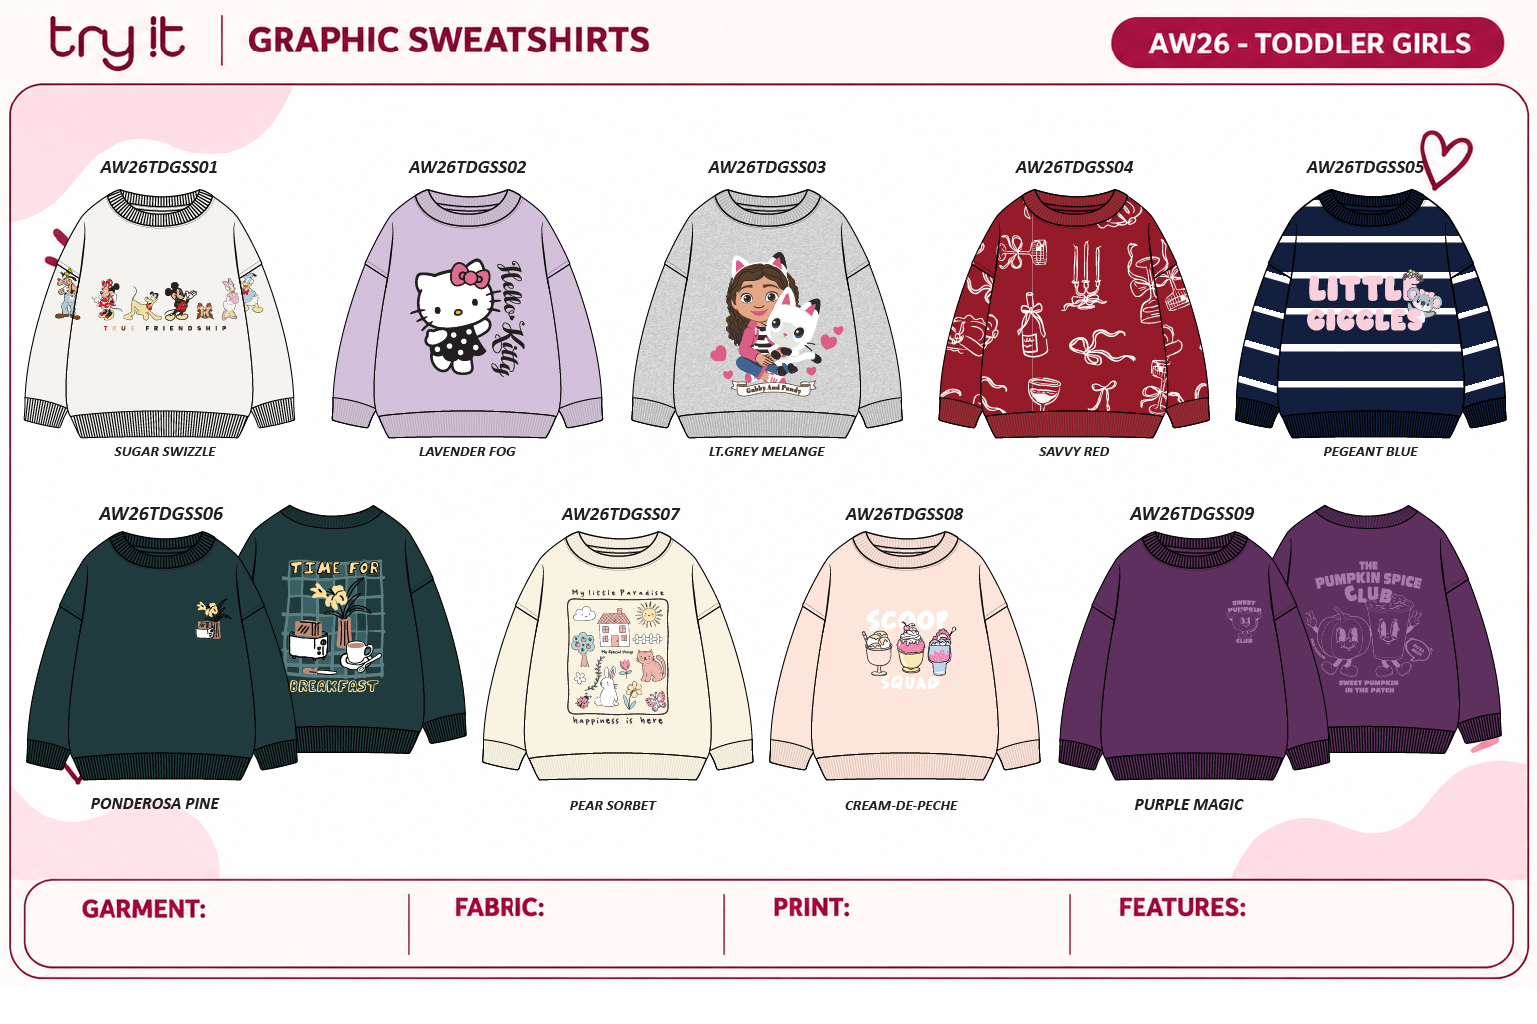 try it
GRAPHIC SWEATSHIRTS
AW26 - TODDLER GIRLS
AW26TDGSS01
AW26TDGSS02
AW26TDGSS03
AW26TDGSS04
AW26TDGSS05
TRUE FRIENDSHIP
Hello Kitty
Gabby And Pandy
LITTLE
GIGGLES
SUGAR SWIZZLE
LAVENDER FOG
LT.GREY MELANGE
SAVVY RED
PEGEANT BLUE
AW26TDGSS06
AW26TDGSS07
AW26TDGSS08
AW26TDGSS09
TIME FOR
BREAKFAST
My little Paradise
happiness is here
SCOOP
SQUAD
SWEET
PUMPKIN
CLUB
THE
PUMPKIN SPICE
CLUB
SWEET PUMPKIN
IN THE PATCH
PONDEROSA PINE
PEAR SORBET
CREAM-DE-PECHE
PURPLE MAGIC
GARMENT:
FABRIC:
PRINT:
FEATURES: